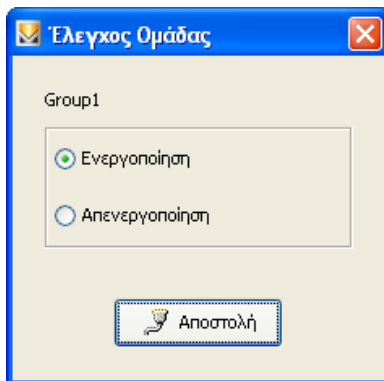 Έλεγχος Ομάδας
Group1
Ενεργοποίηση
Απενεργοποίηση
Αποστολή